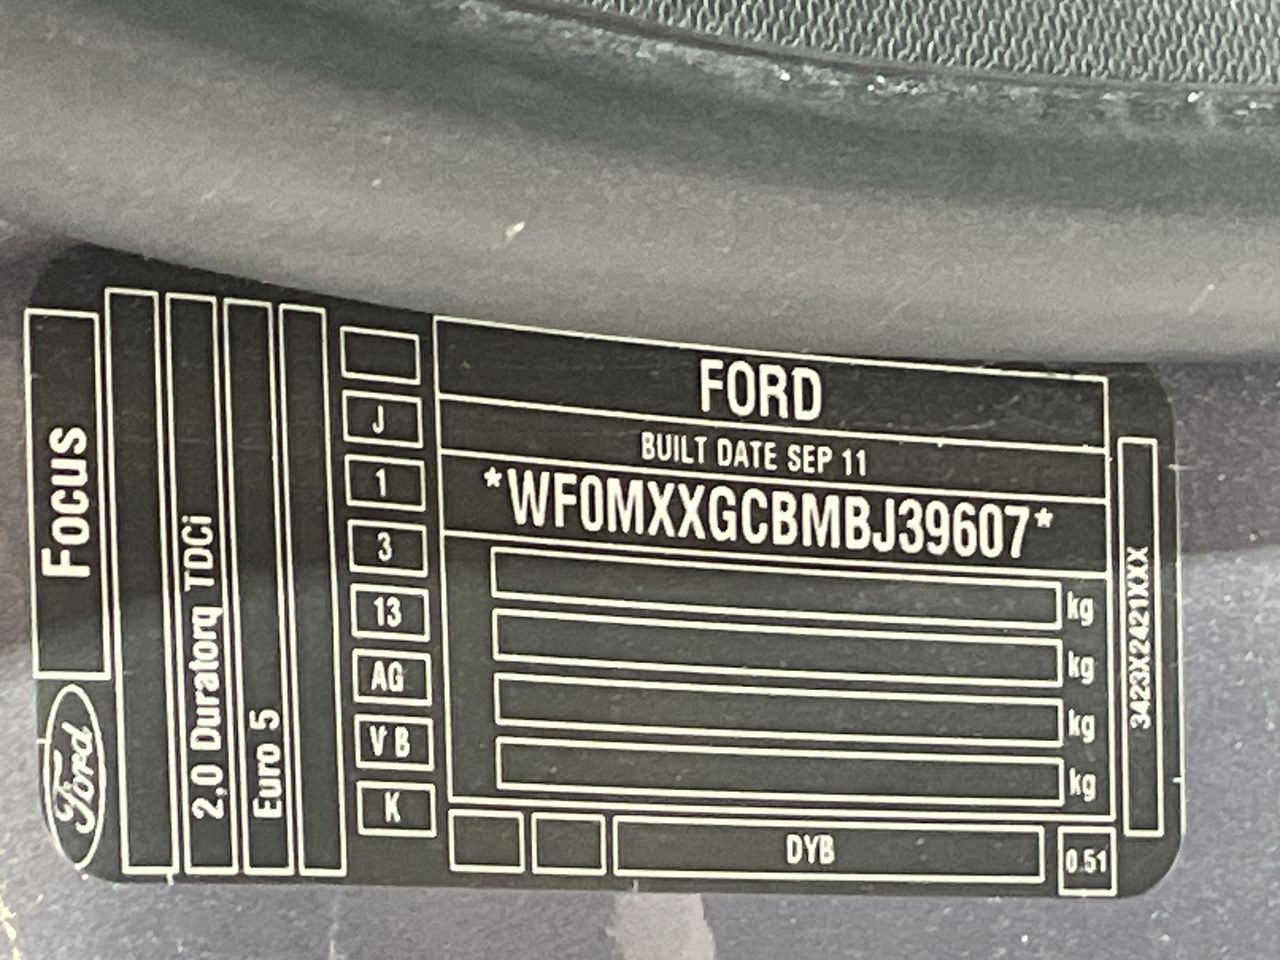 FORD
BUILT DATE SEP 11
*WF0MXXGCBMBJ39607*
kg
kg
kg
kg
DYB
0.51
3423X2421XXX
J
1
3
13
AG
V B
K
Focus
Ford
2,0 Duratorq TDCi
Euro 5